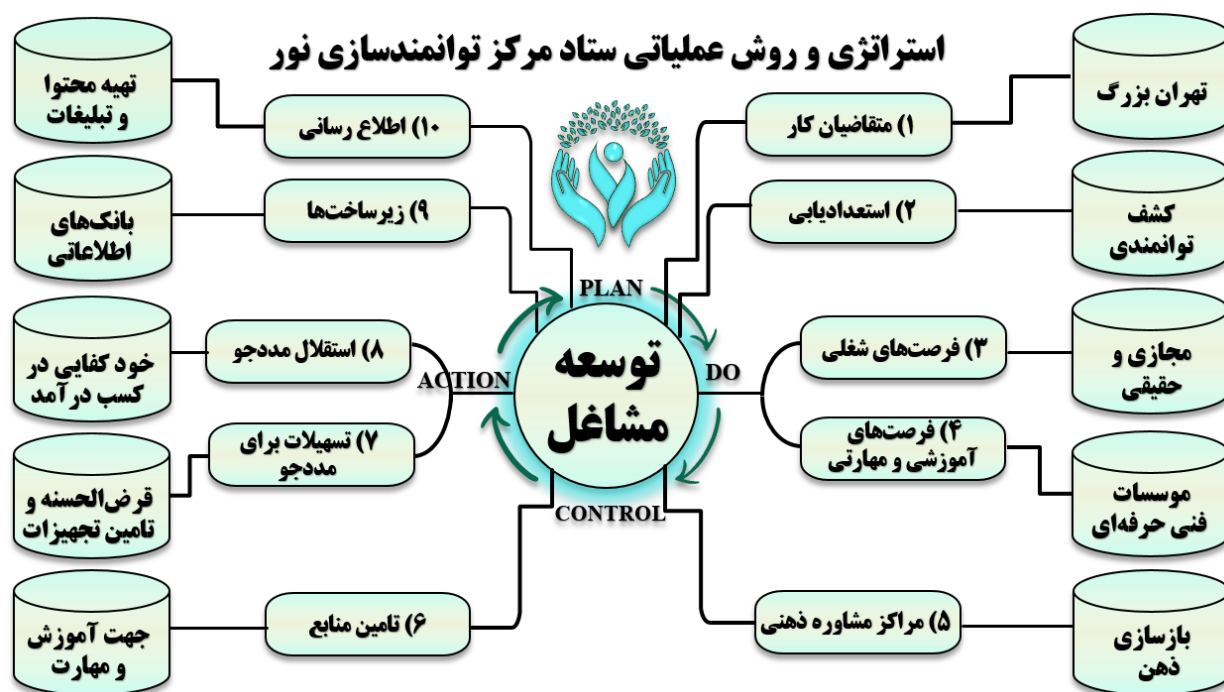 استراتژی و روش عملیاتی ستاد مرکز توانمندسازی نور
تهران بزرگ
۱) متقاضیان کار
کشف
توانمندی
۲) استعدادیابی
مجازی و
حقیقی
۳) فرصت‌های شغلی
موسسات
فنی حرفه‌ای
۴) فرصت‌های
آموزشی و مهارتی
بازسازی
ذهن
۵) مراکز مشاوره ذهنی
PLAN
DO
توسعه
مشاغل
ACTION
CONTROL
۱۰) اطلاع رسانی
تهیه محتوا
و تبلیغات
۹) زیرساخت‌ها
بانک‌های
اطلاعاتی
۸) استقلال مددجو
خود کفایی در
کسب درآمد
۷) تسهیلات برای
مددجو
قرض‌الحسنه و
تامین تجهیزات
۶) تامین منابع
جهت آموزش
و مهارت